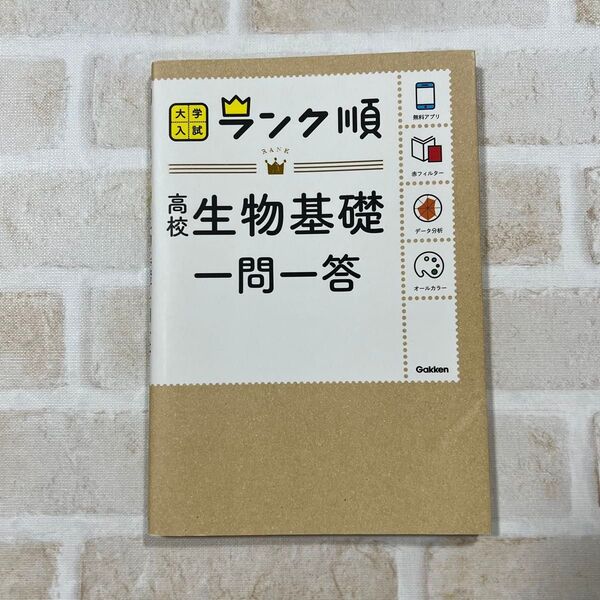 大学
入試
ランク順
RANK
高校
生物基礎
一問一答
無料アプリ
赤フィルター
データ分析
オールカラー
Gakken